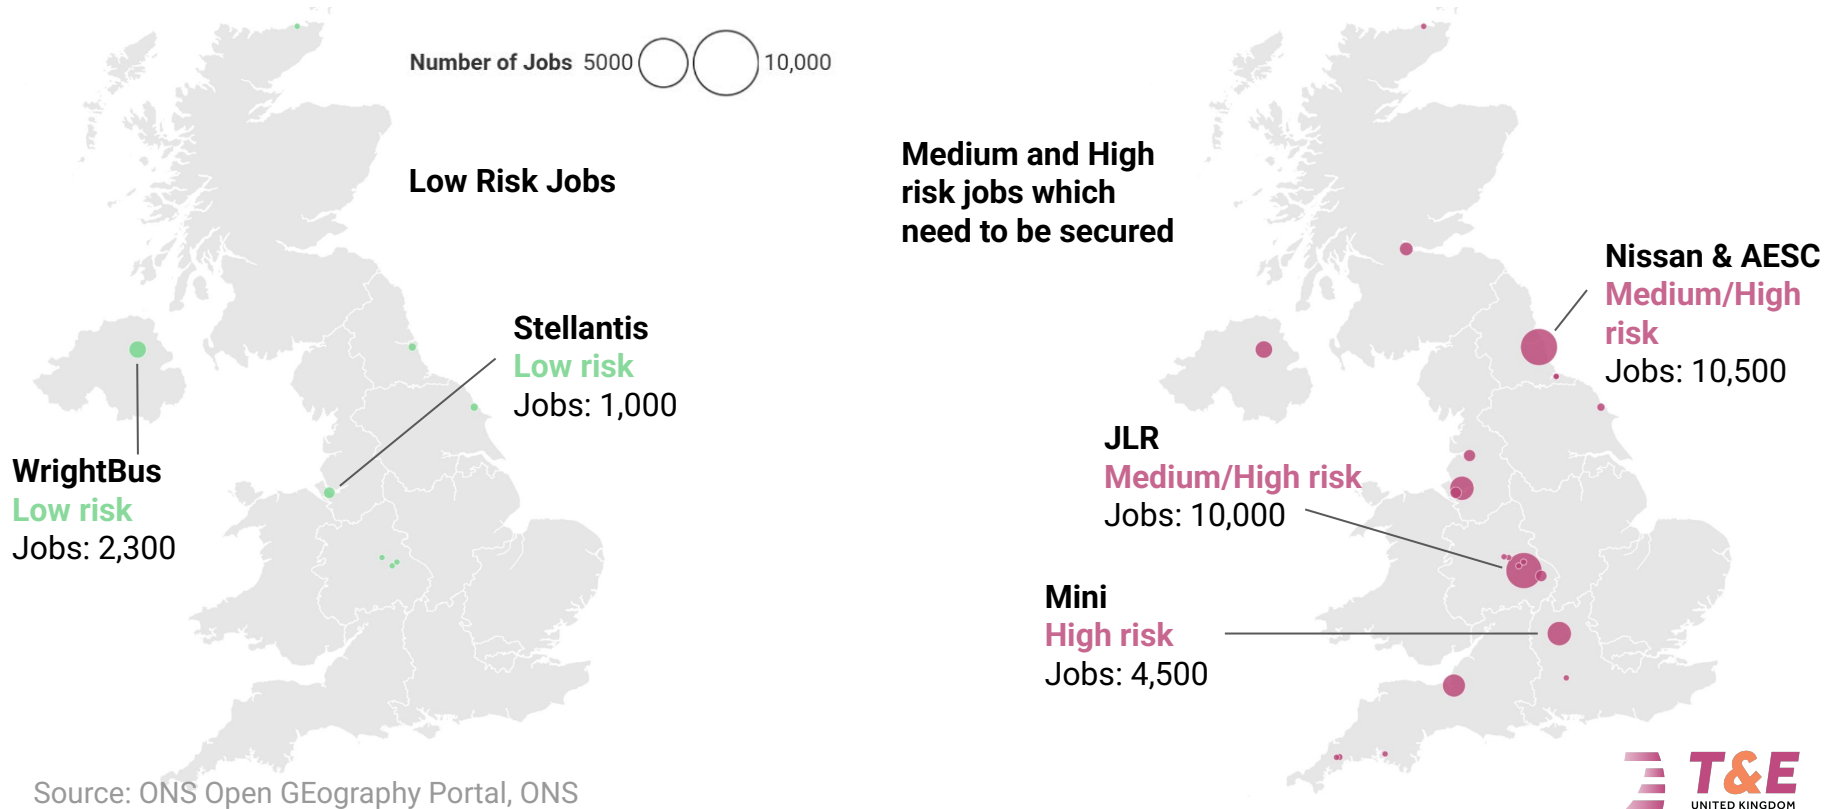 Number of Jobs 5000 10,000
Low Risk Jobs
Stellantis
Low risk
Jobs: 1,000
WrightBus
Low risk
Jobs: 2,300
Medium and High
risk jobs which
need to be secured
Nissan & AESC
Medium/High
risk
Jobs: 10,500
JLR
Medium/High risk
Jobs: 10,000
Mini
High risk
Jobs: 4,500
Source: ONS Open GEography Portal, ONS
T&E
UNITED KINGDOM